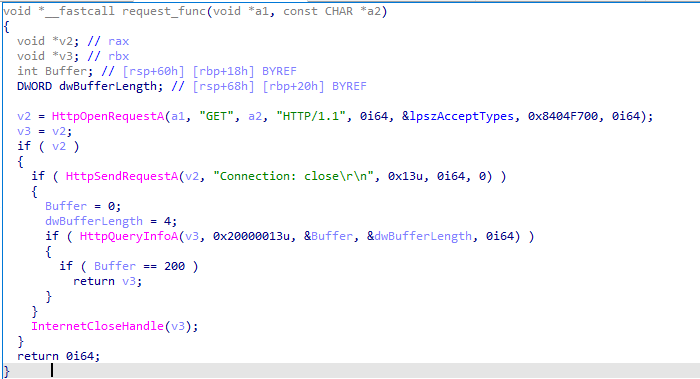 void *__fastcall request_func(void *a1, const CHAR *a2)
{
  void *v2; // rax
  void *v3; // rbx
  int Buffer; // [rsp+60h] [rbp+18h] BYREF
  DWORD dwBufferLength; // [rsp+68h] [rbp+20h] BYREF

  v2 = HttpOpenRequestA(a1, "GET", a2, "HTTP/1.1", 0i64, &lpszAcceptTypes, 0x8404F700, 0i64);
  v3 = v2;
  if ( v2 )
  {
    if ( HttpSendRequestA(v2, "Connection: close\r\n", 0x13u, 0i64, 0) )
    {
      Buffer = 0;
      dwBufferLength = 4;
      if ( HttpQueryInfoA(v3, 0x20000013u, &Buffer, &dwBufferLength, 0i64) )
      {
        if ( Buffer == 200 )
          return v3;
      }
    }
    InternetCloseHandle(v3);
  }
  return 0i64;
}